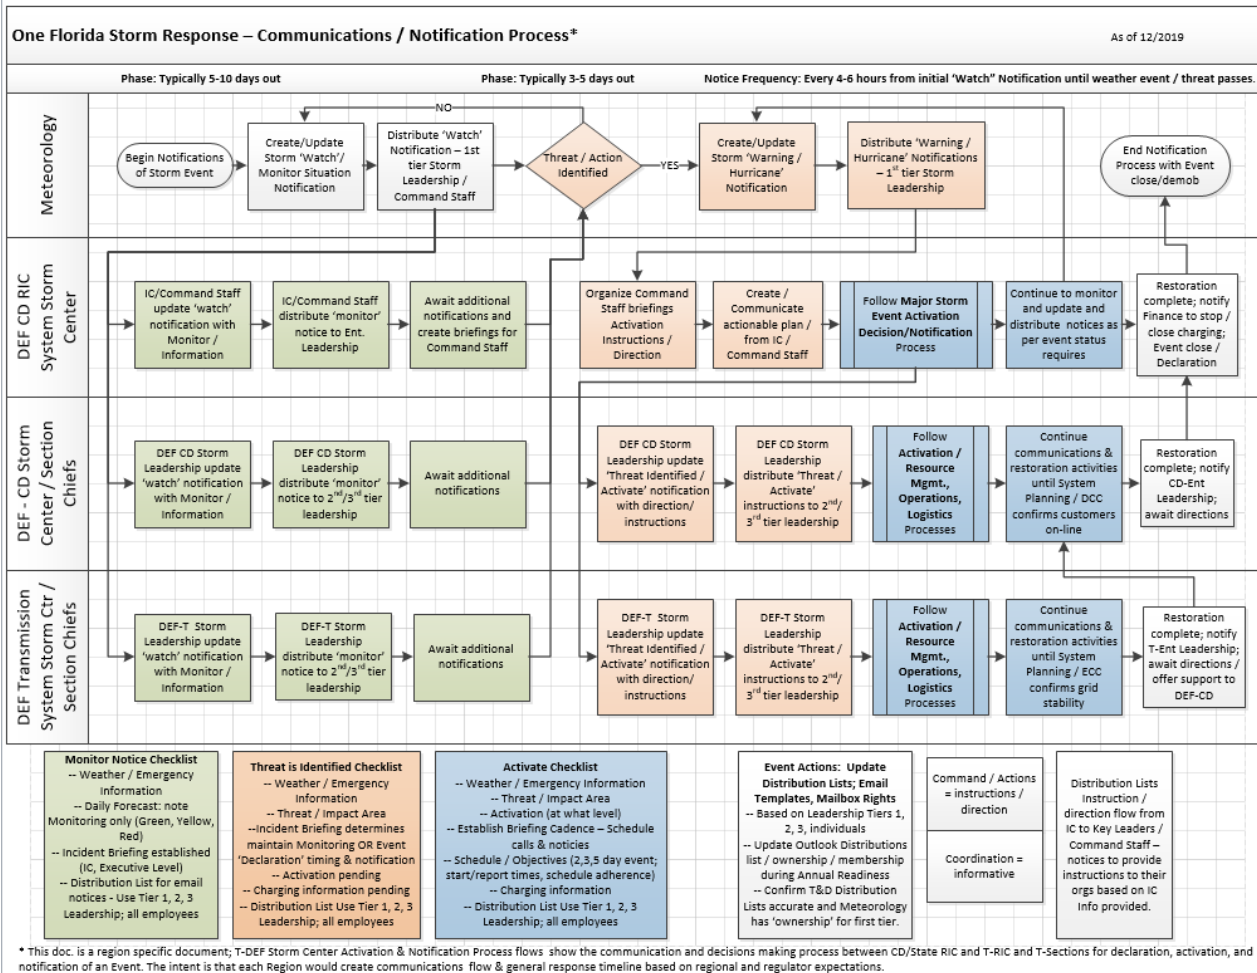 One Florida Storm Response – Communications / Notification Process*
As of 12/2019
Phase: Typically 5-10 days out
Phase: Typically 3-5 days out
Notice Frequency: Every 4-6 hours from initial ‘Watch” Notification until weather event / threat passes.
Meteorology
Begin Notifications
of Storm Event
Create/Update
Storm ‘Watch’/
Monitor Situation
Notification
Distribute ‘Watch’
Notification – 1st
tier Storm
Leadership /
Command Staff
NO
Threat / Action
Identified
YES
Create/Update
Storm ‘Warning /
Hurricane’
Notification
Distribute ‘Warning /
Hurricane’ Notifications
– 1st tier Storm
Leadership
End Notification
Process with Event
close/demob
DEF CD RIC
System Storm
Center
IC/Command Staff
update ‘watch’
notification with
Monitor /
Information
IC/Command Staff
distribute ‘monitor’
notice to Ent.
Leadership
Await additional
notifications and
create briefings for
Command Staff
Organize Command
Staff briefings
Activation
Instructions /
Direction
Create /
Communicate
actionable plan /
from IC /
Command Staff
Follow Major Storm
Event Activation
Decision/Notification
Process
Continue to monitor
and update and
distribute notices as
per event status
requires
Restoration
complete; notify
Finance to stop /
close charging;
Event close /
Declaration
DEF - CD Storm
Center / Section
Chiefs
DEF CD Storm
Leadership update
‘watch’ notification
with Monitor /
Information
DEF CD Storm
Leadership
distribute ‘monitor’
notice to 2nd/3rd tier
leadership
Await additional
notifications
DEF CD Storm
Leadership update
‘Threat Identified /
Activate’ notification
with direction/
instructions
DEF CD Storm
Leadership
distribute ‘Threat /
Activate’
instructions to 2nd/
3rd tier leadership
Follow
Activation /
Resource
Mgmt.,
Operations,
Logistics
Processes
Continue
communications &
restoration activities
until System
Planning / DCC
confirms customers
on-line
Restoration
complete; notify
CD-Ent
Leadership;
await directions
DEF Transmission
System Storm Ctr /
Section Chiefs
DEF-T Storm
Leadership update
‘watch’ notification
with Monitor /
Information
DEF-T Storm
Leadership
distribute ‘monitor’
notice to 2nd/3rd tier
leadership
Await additional
notifications
DEF-T Storm
Leadership update
‘Threat Identified /
Activate’ notification
with direction/
instructions
DEF-T Storm
Leadership
distribute ‘Threat /
Activate’
instructions to 2nd/
3rd tier leadership
Follow
Activation /
Resource
Mgmt.,
Operations,
Logistics
Processes
Continue
communications &
restoration activities
until System
Planning / ECC
confirms grid
stability
Restoration
complete; notify
T-Ent Leadership;
await directions /
offer support to
DEF-CD
Monitor Notice Checklist
-- Weather / Emergency
Information
-- Daily Forecast: note
Monitoring only (Green, Yellow,
Red)
-- Incident Briefing established
(IC, Executive Level)
-- Distribution List for email
notices - Use Tier 1, 2, 3
Leadership; all employees
Threat is Identified Checklist
-- Weather / Emergency
Information
-- Threat / Impact Area
--Incident Briefing determines
maintain Monitoring OR Event
‘Declaration’ timing & notification
-- Activation pending
-- Charging information pending
-- Distribution List Use Tier 1, 2, 3
Leadership; all employees
Activate Checklist
-- Weather / Emergency Information
-- Threat / Impact Area
-- Activation (at what level)
-- Establish Briefing Cadence – Schedule
calls & noticies
-- Schedule / Objectives (2,3,5 day event;
start/report times, schedule adherence)
-- Charging information
-- Distribution List Use Tier 1, 2, 3
Leadership; all employees
Event Actions: Update
Distribution Lists; Email
Templates, Mailbox Rights
-- Based on Leadership Tiers 1,
2, 3, individuals
-- Update Outlook Distributions
list / ownership / membership
during Annual Readiness
-- Confirm T&D Distribution
Lists accurate and Meteorology
has ‘ownership’ for first tier.
Command / Actions
= instructions /
direction
Coordination =
informative
Distribution Lists
Instruction /
direction flow from
IC to Key Leaders /
Command Staff –
notices to provide
instructions to their
orgs based on IC
Info provided.
* This doc. is a region specific document; T-DEF Storm Center Activation & Notification Process flows show the communication and decisions making process between CD/State RIC and T-RIC and T-Sections for declaration, activation, and
notification of an Event. The intent is that each Region would create communications flow & general response timeline based on regional and regulator expectations.